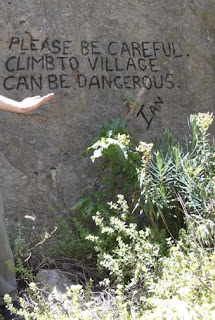 PLEASE BE CAREFUL.
CLIMB TO VILLAGE
CAN BE DANGEROUS.
IAN